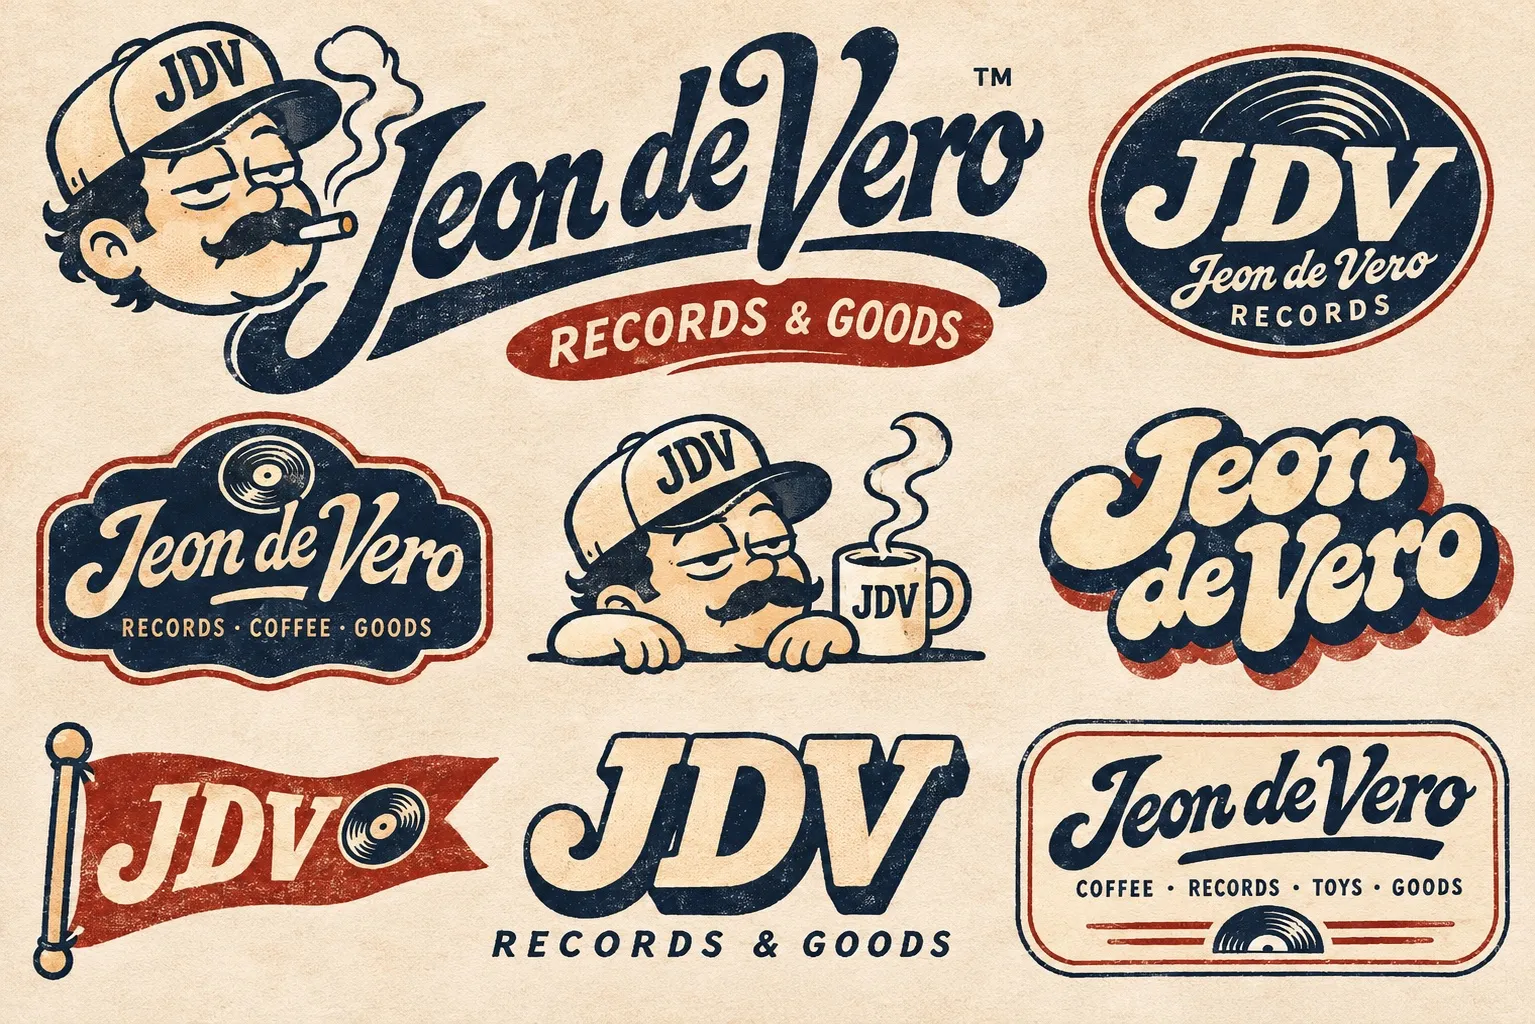 JDV
Jeon de Vero
TM
RECORDS & GOODS
JDV
Jeon de Vero
RECORDS
Jeon de Vero
RECORDS · COFFEE · GOODS
JDV
JDV
Jeon
de Vero
JDV
JDV
RECORDS & GOODS
Jeon de Vero
COFFEE · RECORDS · TOYS · GOODS